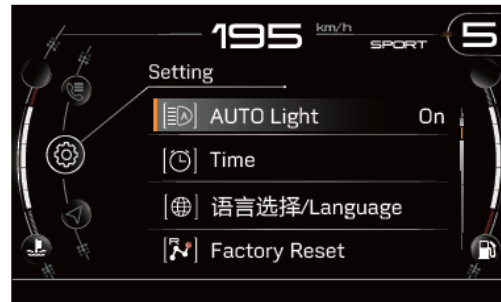 195 km/h SPORT 5
Setting
AUTO Light On
Time
语言选择/Language
Factory Reset